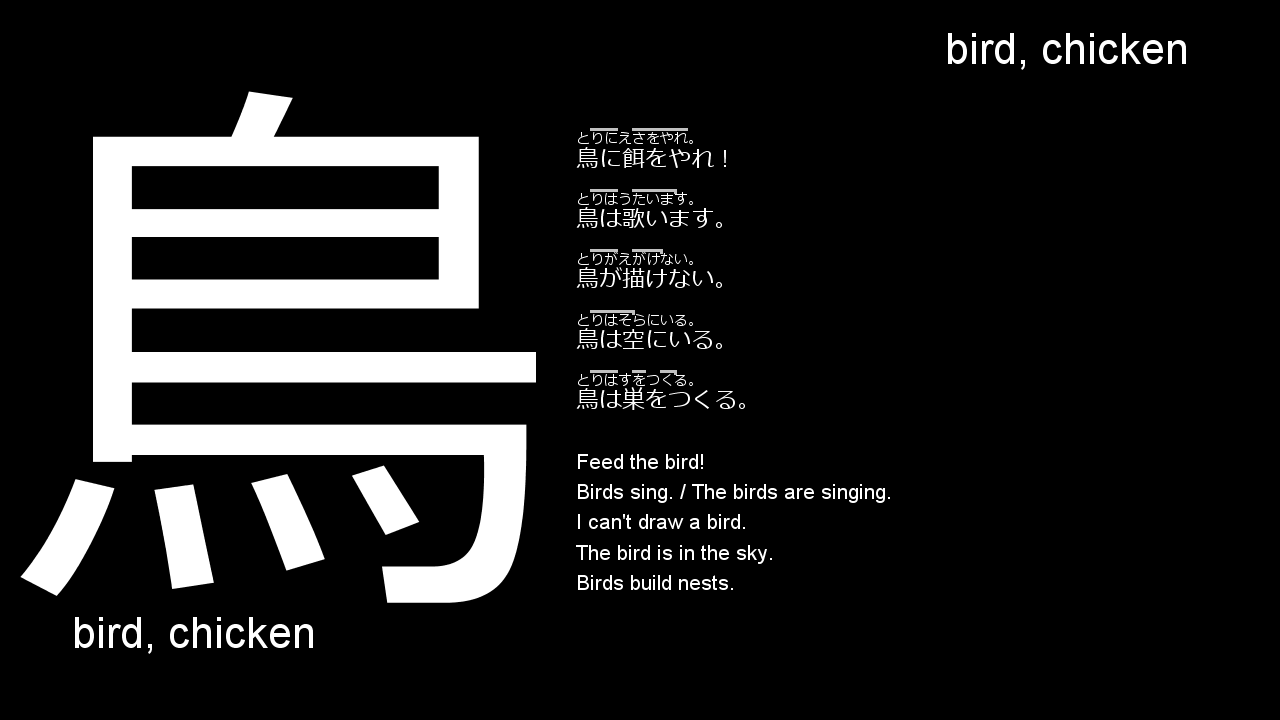 bird, chicken
鳥
とりにえさをやれ。
鳥に餌をやれ！
とりはうたいます。
鳥は歌います。
とりがえがけない。
鳥が描けない。
とりはそらにいる。
鳥は空にいる。
とりはすをつくる。
鳥は巣をつくる。
Feed the bird!
Birds sing. / The birds are singing.
I can't draw a bird.
The bird is in the sky.
Birds build nests.
bird, chicken